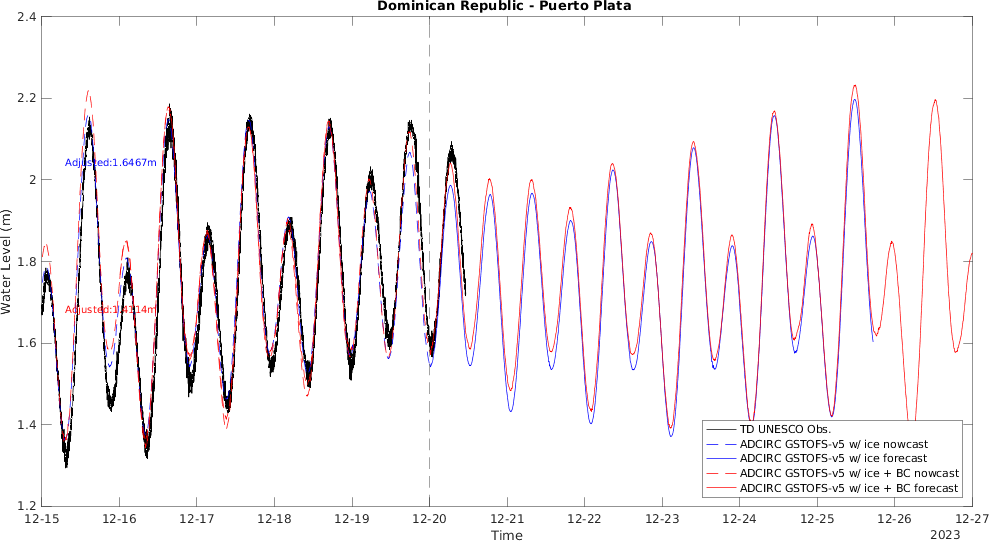 Dominican Republic - Puerto Plata
Water Level (m)
2.4
2.2
2
1.8
1.6
1.4
1.2
Adjusted:1.6467m
TD UNESCO Obs.
ADCIRC GSTOFS-v5 w/ ice nowcast
ADCIRC GSTOFS-v5 w/ ice forecast
ADCIRC GSTOFS-v5 w/ ice + BC nowcast
ADCIRC GSTOFS-v5 w/ ice + BC forecast
12-15
12-16
12-17
12-18
12-19
12-20
12-21
12-22
12-23
12-24
12-25
12-26
12-27
Time
2023